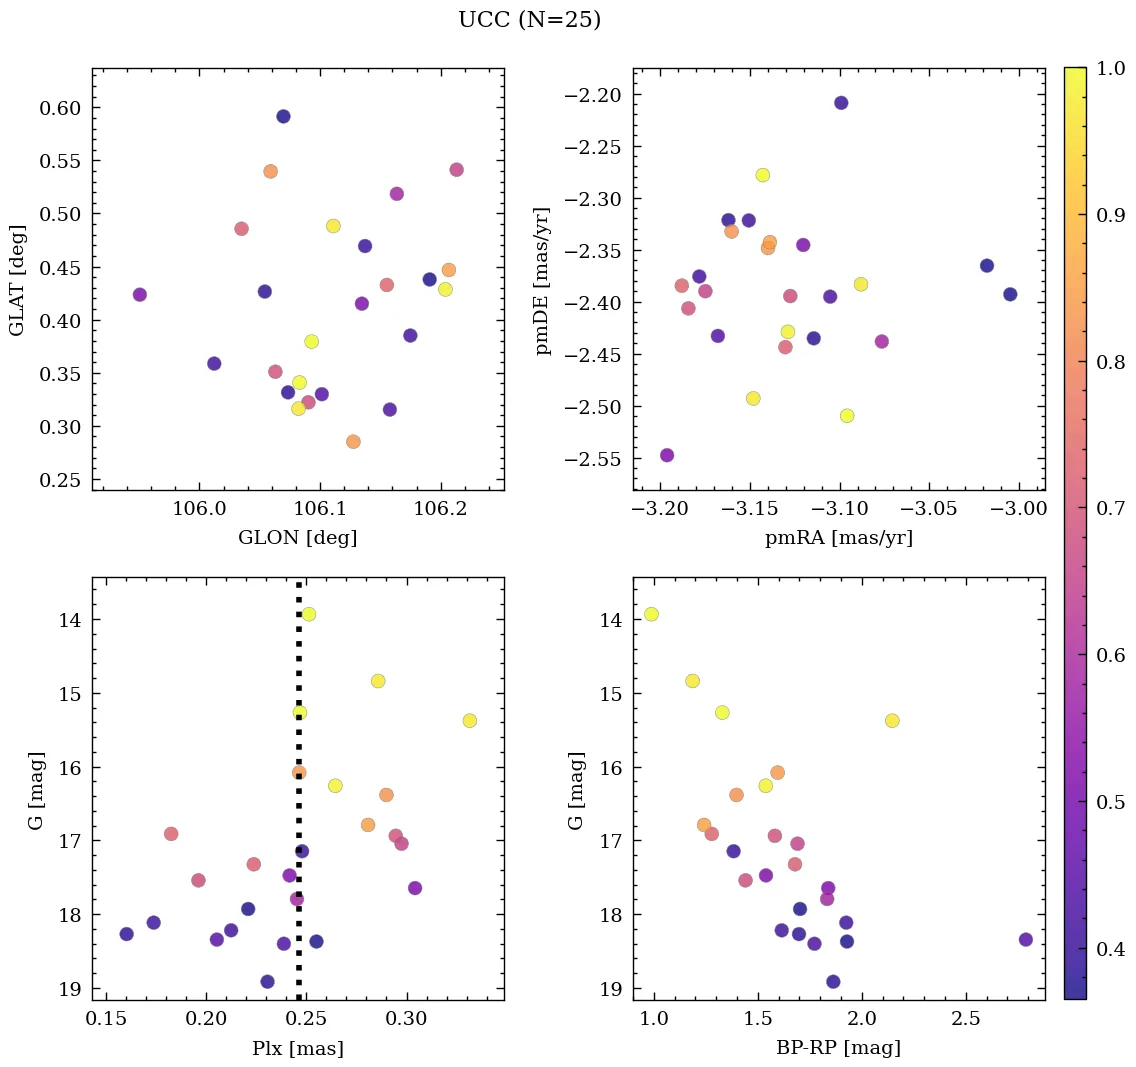 UCC (N=25)
0.60
0.55
0.50
0.45
0.40
0.35
0.30
0.25
GLAT [deg]
106.0 106.1 106.2
GLON [deg]
−2.20
−2.25
−2.30
−2.35
−2.40
−2.45
−2.50
−2.55
pmDE [mas/yr]
−3.20 −3.15 −3.10 −3.05 −3.00
pmRA [mas/yr]
14
15
16
17
18
19
G [mag]
0.15 0.20 0.25 0.30
Plx [mas]
14
15
16
17
18
19
G [mag]
1.0 1.5 2.0 2.5
BP-RP [mag]
1.0
0.9
0.8
0.7
0.6
0.5
0.4